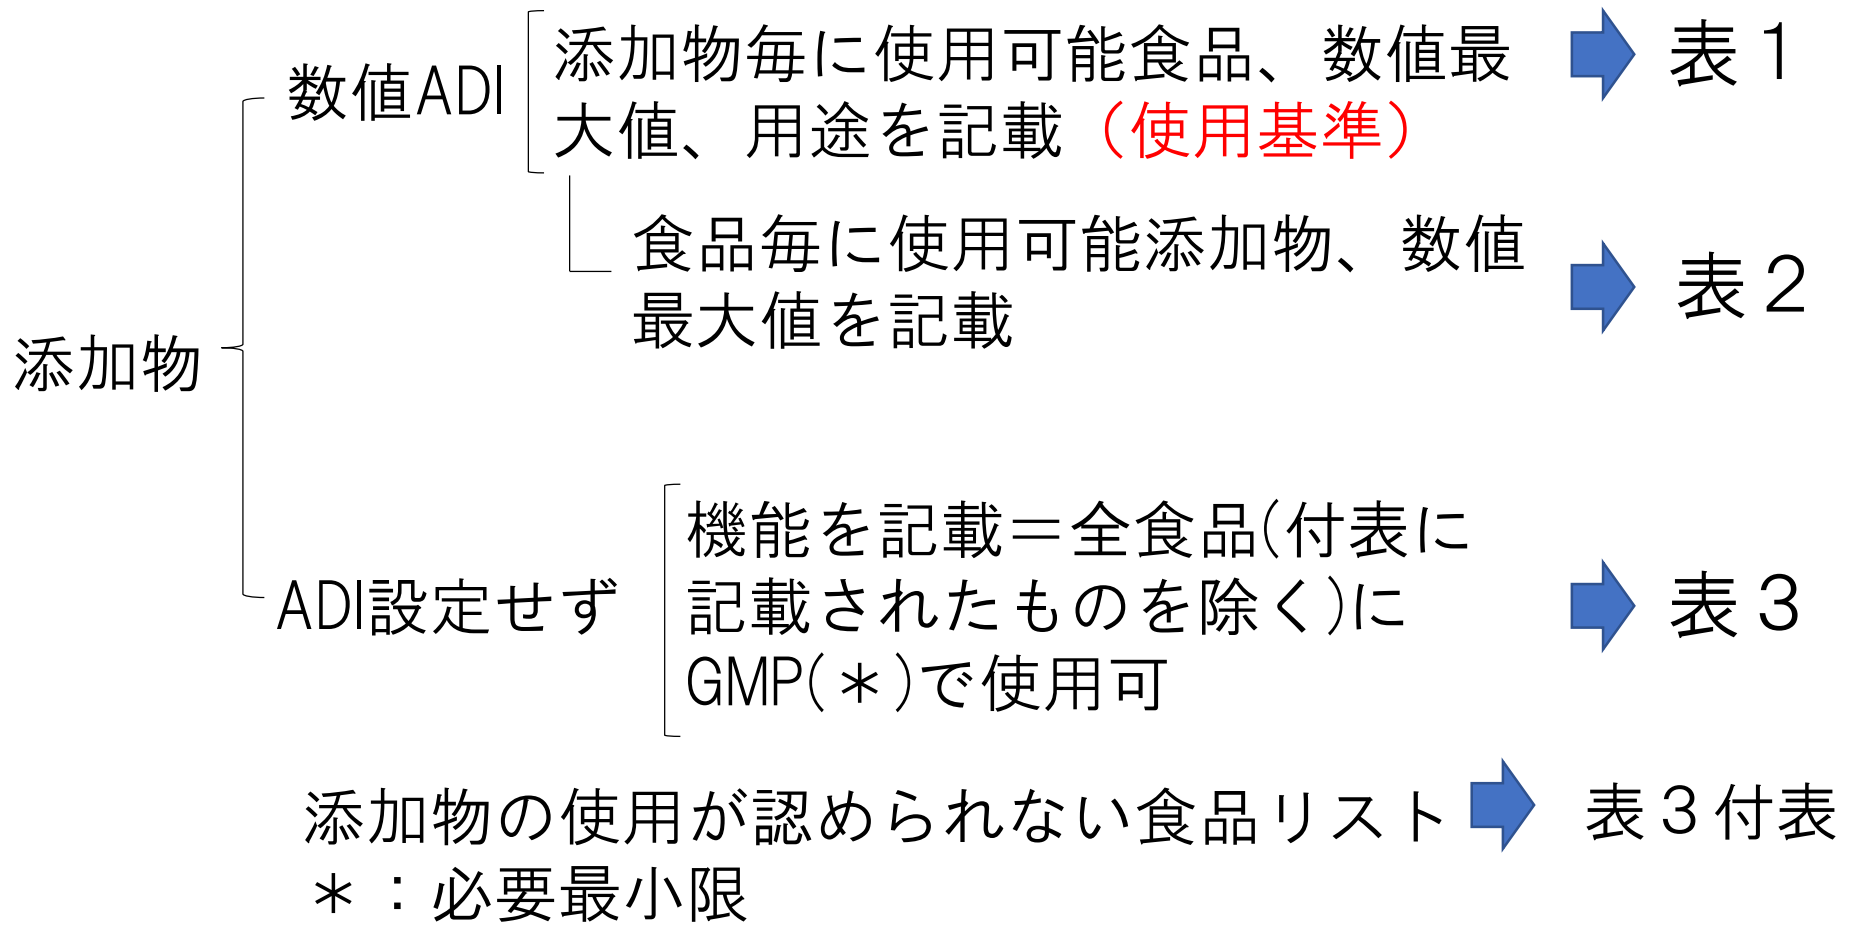 添加物
数値ADI
添加物毎に使用可能食品、数値最
大値、用途を記載（使用基準）
表１
食品毎に使用可能添加物、数値
最大値を記載
表２
ADI設定せず
機能を記載＝全食品(付表に
記載されたものを除く)に
GMP(＊)で使用可
表３
添加物の使用が認められない食品リスト
表３付表
＊：必要最小限